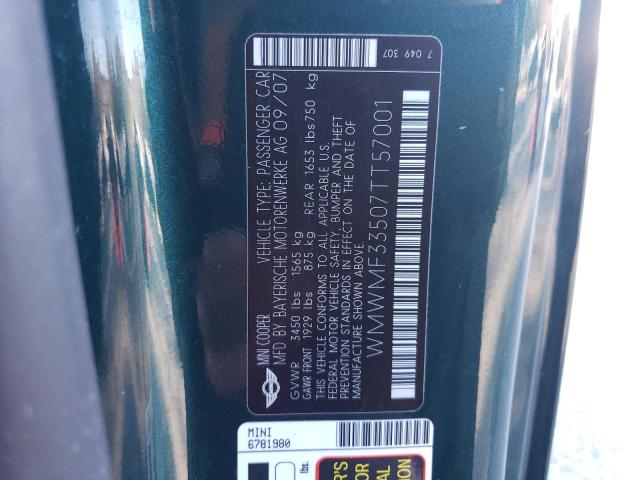 7 049 307
MINI COOPER VEHICLE TYPE: PASSENGER CAR
MFD BY: BAYERISCHE MOTORENWERKE AG 09/07
GVWR 3450 lbs 1565 kg
GAWR FRONT 1929 lbs 875 kg REAR 1653 lbs 750 kg
THIS VEHICLE CONFORMS TO ALL APPLICABLE U.S.
FEDERAL MOTOR VEHICLE SAFETY, BUMPER AND THEFT
PREVENTION STANDARDS IN EFFECT ON THE DATE OF
MANUFACTURE SHOWN ABOVE.
WMWMF33507TT57001
MINI
6781980
lbs.